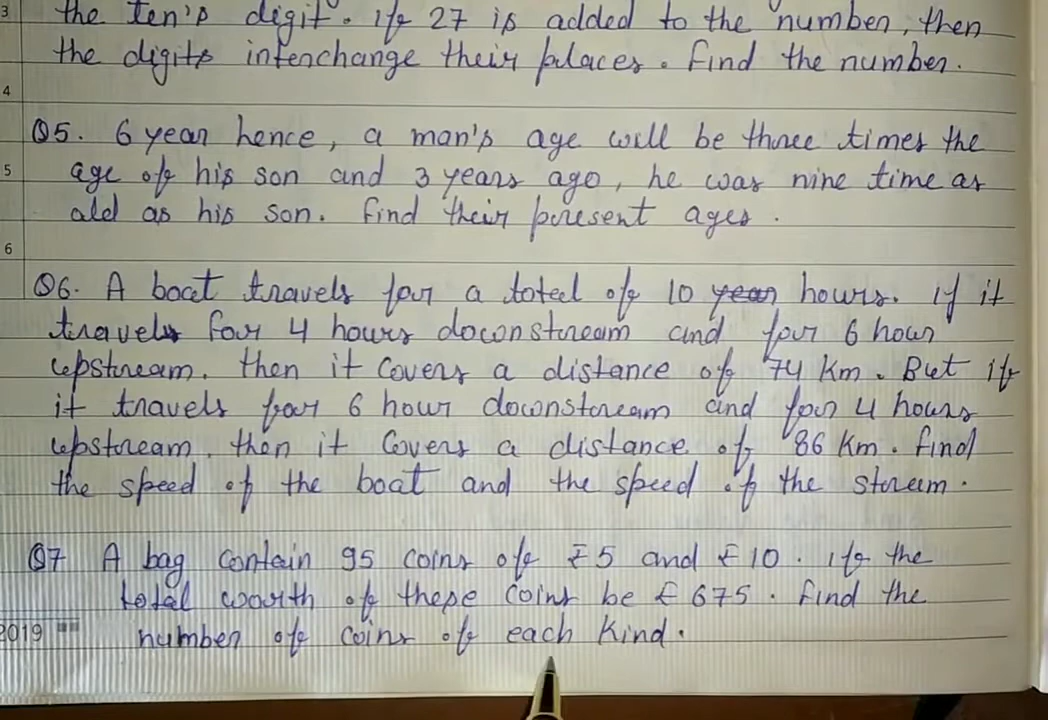 3 the ten's digit. If 27 is added to the number, then
the digits interchange their places. Find the number.
4
Q5. 6 year hence, a man's age will be three times the
5 age of his son and 3 years ago, he was nine time as
old as his son. Find their present ages.
6
Q6. A boat travels for a total of 10 year hours. If it
travels for 4 hours downstream and for 6 hour
upstream, then it covers a distance of 74 km. But if
it travels for 6 hour downstream and for 4 hours
upstream, then it covers a distance of 86 km. Find
the speed of the boat and the speed of the stream.
Q7 A bag contain 95 coins of ₹5 and ₹10. If the
total worth of these coins be ₹675. Find the
2019 number of coins of each kind.